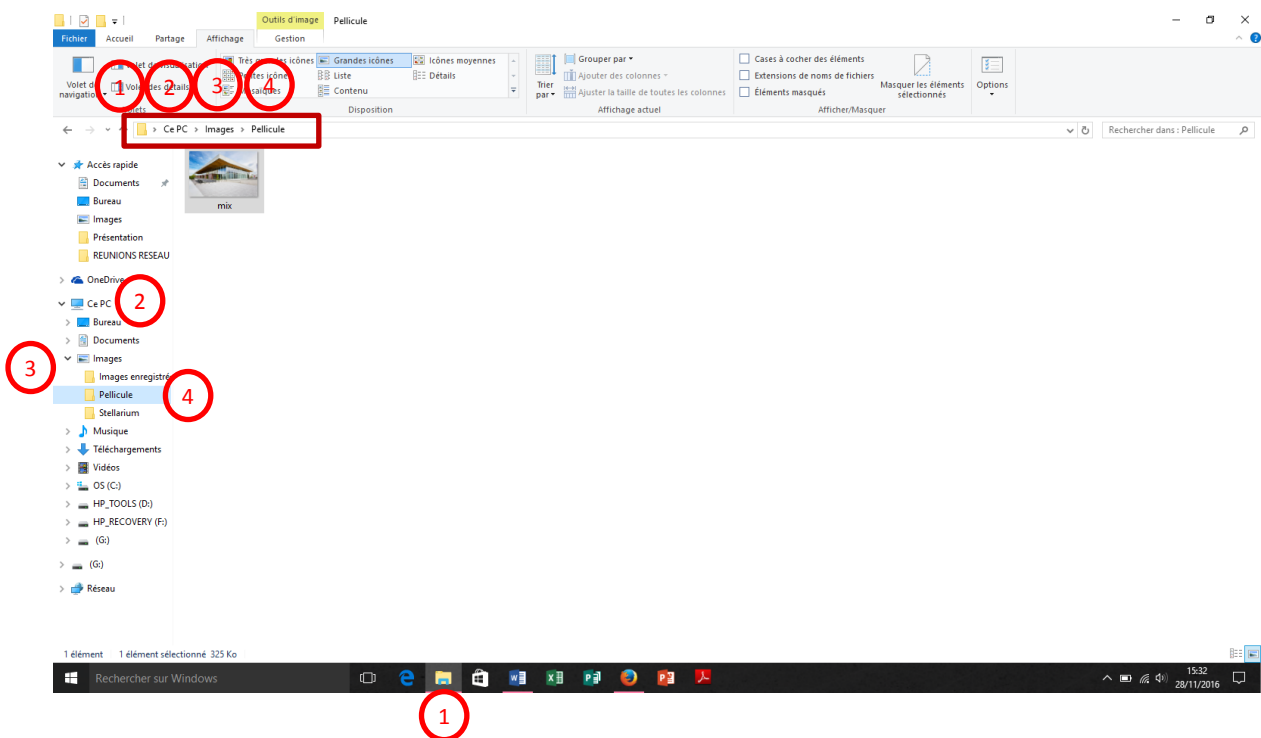 Outils d'image Pellicule
Fichier Accueil Partage Affichage Gestion
Très grandes icônes Grandes icônes Icônes moyennes
Petites icônes Liste Détails
Mosaïques Contenu
Volet de navigation
Volet de visualisation
Volet des détails
1 2 3 4
Volets
Disposition
Trier par
Grouper par
Ajouter des colonnes
Ajuster la taille de toutes les colonnes
Affichage actuel
Cases à cocher des éléments
Extensions de noms de fichiers
Éléments masqués
Masquer les éléments sélectionnés
Afficher/Masquer
Options
Ce PC > Images > Pellicule
Rechercher dans : Pellicule
Accès rapide
Documents
Bureau
Images
Présentation
REUNIONS RESEAU
OneDrive
Ce PC 2
Bureau
Documents
3 Images
Images enregistré
Pellicule 4
Stellarium
Musique
Téléchargements
Vidéos
OS (C:)
HP_TOOLS (D:)
HP_RECOVERY (F:)
(G:)
(G:)
Réseau
mix
1 élément 1 élément sélectionné 325 Ko
Rechercher sur Windows
15:32
28/11/2016
1